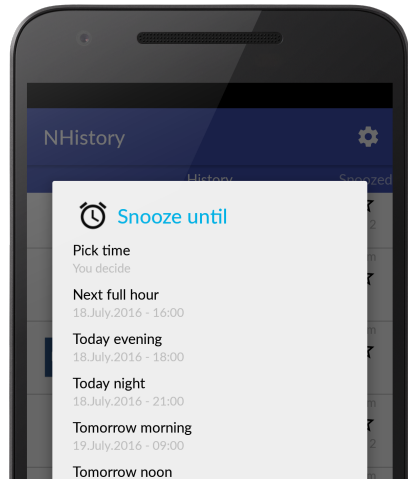 NHistory
History
Snoozed
Snooze until
Pick time
You decide
Next full hour
18.July.2016 - 16:00
Today evening
18.July.2016 - 18:00
Today night
18.July.2016 - 21:00
Tomorrow morning
19.July.2016 - 09:00
Tomorrow noon